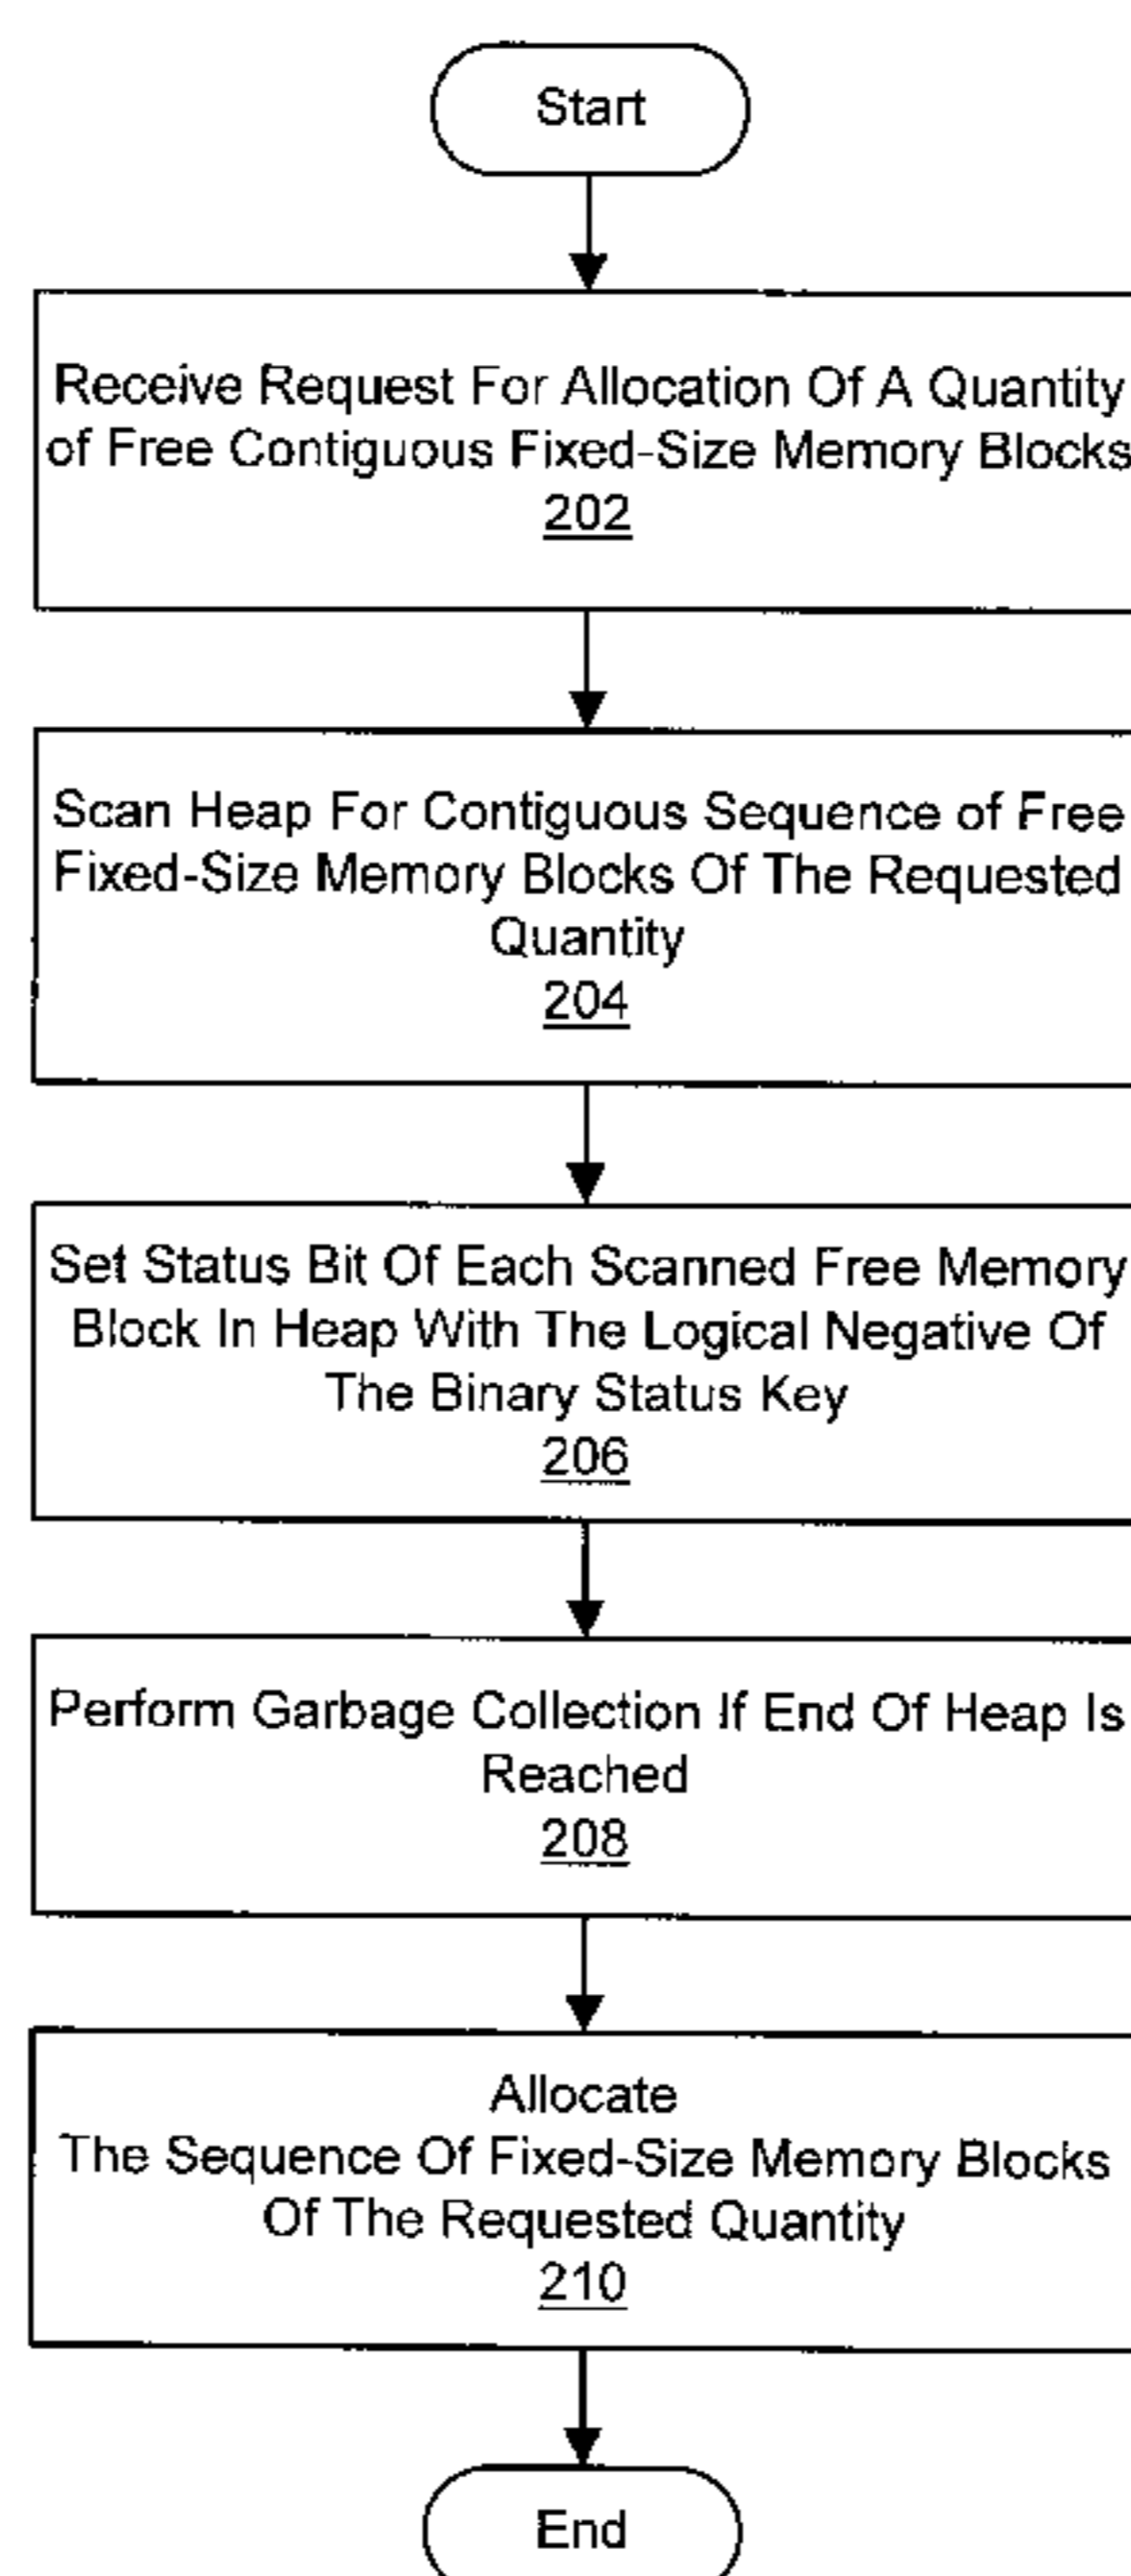 Start
Receive Request For Allocation Of A Quantity
of Free Contiguous Fixed-Size Memory Blocks
202
Scan Heap For Contiguous Sequence of Free
Fixed-Size Memory Blocks Of The Requested
Quantity
204
Set Status Bit Of Each Scanned Free Memory
Block In Heap With The Logical Negative Of
The Binary Status Key
206
Perform Garbage Collection If End Of Heap Is
Reached
208
Allocate
The Sequence Of Fixed-Size Memory Blocks
Of The Requested Quantity
210
End